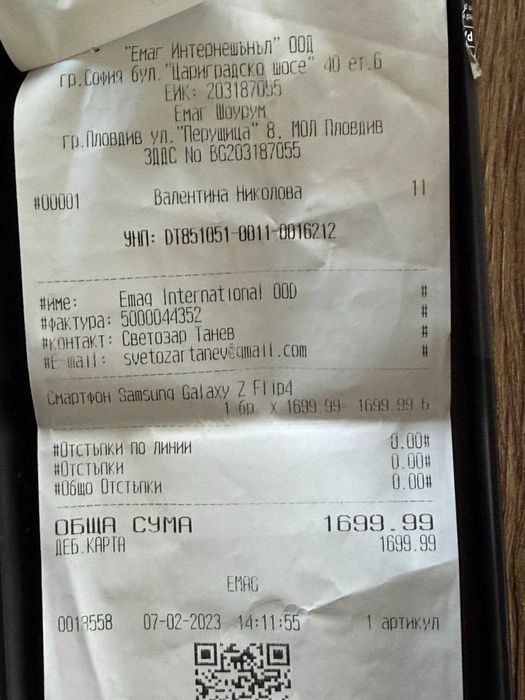 "Емаг Интернешънъл" ООД
гр.София бул."Цариградско шосе" 40 ет.6
ЕИК: 203187055
Емаг Шоурум
гр.Пловдив ул."Перущица" 8, МОЛ Пловдив
ЗДДС No BG203187055
#00001 Валентина Николова 11
УНП: DT851051-0011-0016212
#име: Emag International OOD #
#фактура: 5000044352 #
#контакт: Светозар Танев #
#E-mail: svetozartanev@gmail.com #
Смартфон Samsung Galaxy Z Flip4
1 бр. x 1699.99= 1699.99 Б
#Отстъпки по линии 0.00#
#Отстъпки 0.00#
#Общо Отстъпки 0.00#
ОБЩА СУМА 1699.99
ДЕБ.КАРТА 1699.99
EMAG
0018558 07-02-2023 14:11:55 1 артикул